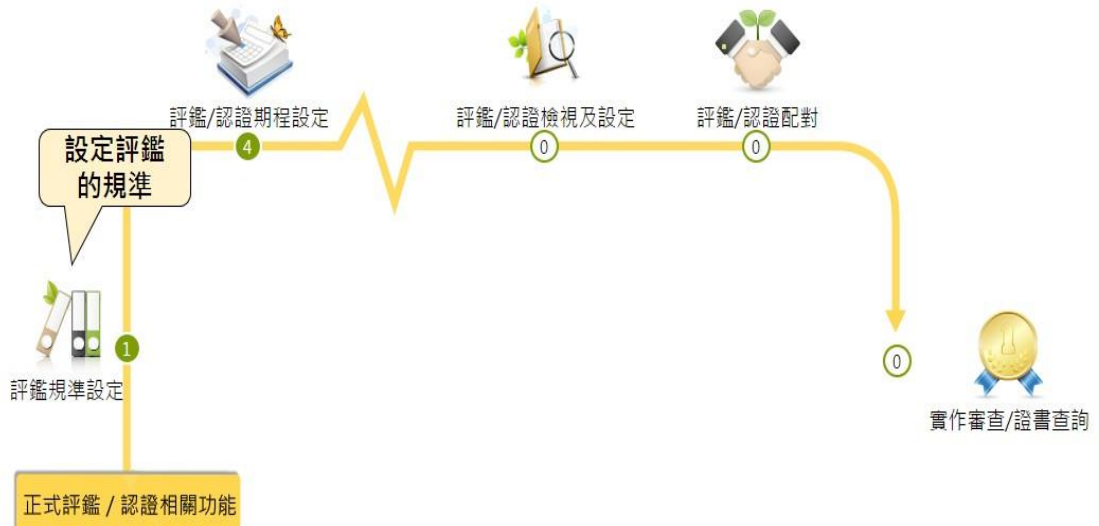 評鑑/認證期程設定
4
評鑑/認證檢視及設定
0
評鑑/認證配對
0
設定評鑑
的規準
1
評鑑規準設定
0
實作審查/證書查詢
正式評鑑 / 認證相關功能